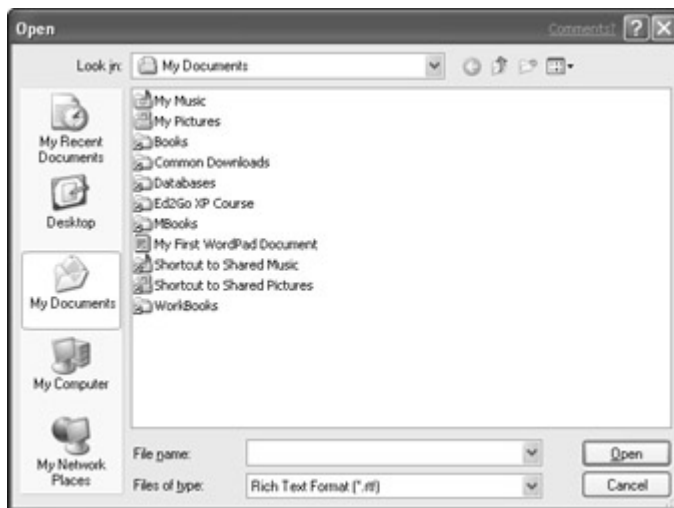 Open
Comments?
Look in:
My Documents
My Recent
Documents
Desktop
My Documents
My Computer
My Network
Places
My Music
My Pictures
Books
Common Downloads
Databases
Ed2Go XP Course
MBooks
My First WordPad Document
Shortcut to Shared Music
Shortcut to Shared Pictures
WorkBooks
File name:
Open
Files of type:
Rich Text Format (*.rtf)
Cancel